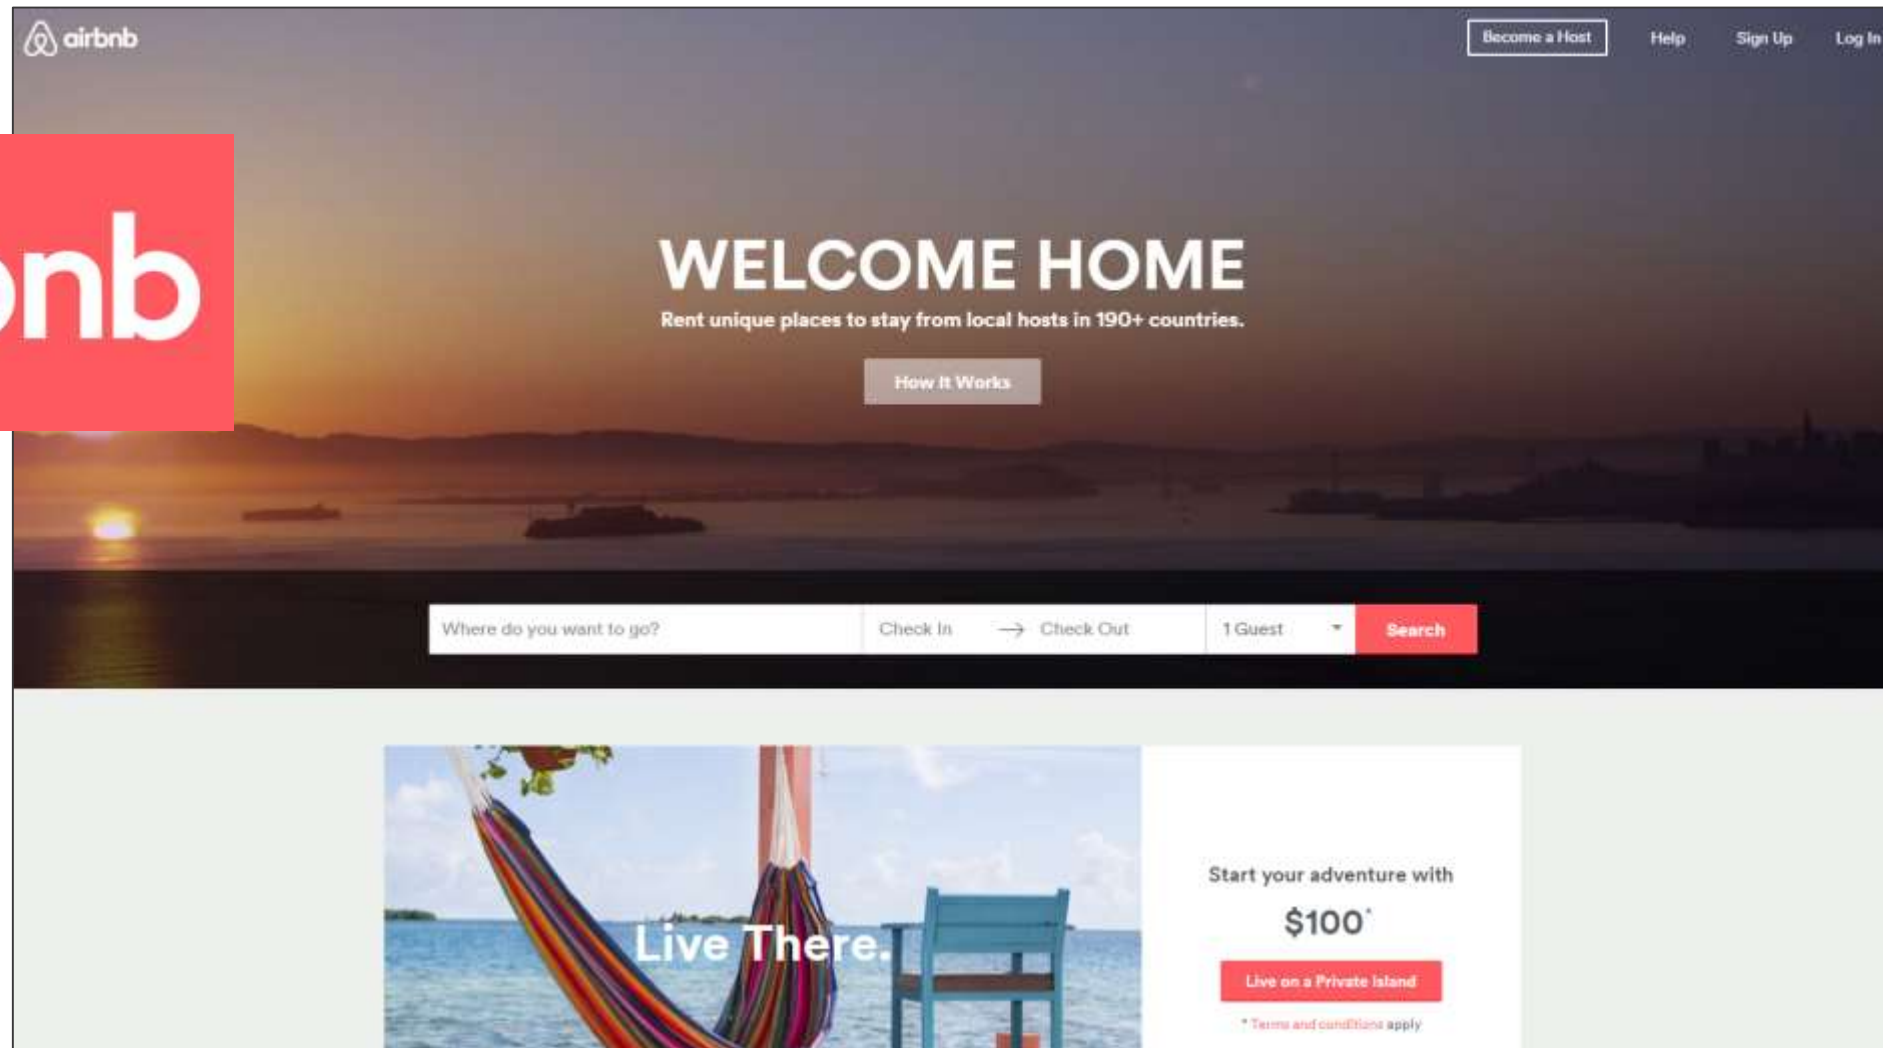 airbnb
Become a Host
Help
Sign Up
Log In
nb
WELCOME HOME
Rent unique places to stay from local hosts in 190+ countries.
How It Works
Where do you want to go?
Check In → Check Out
1 Guest
Search
Live There.
Start your adventure with
$100*
Live on a Private Island
* Terms and conditions apply